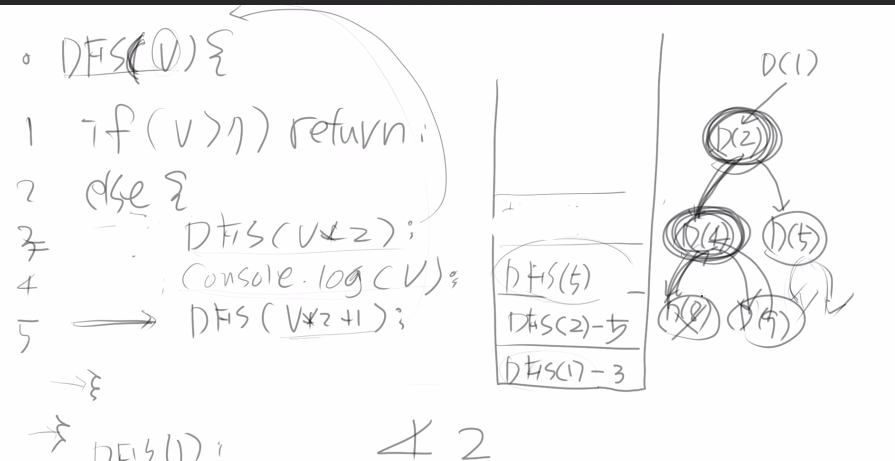 0 DFS(V){
1 if(V>7) return;
2 else {
3 DFS(V*2);
4 Console.log(V);
5 DFS(V*2+1);
}
}
DFS(1);
4 2
DFS(5)
DFS(2)-5
DFS(1)-3
D(1)
D(2)
D(4) D(5)
D(8) D(9)